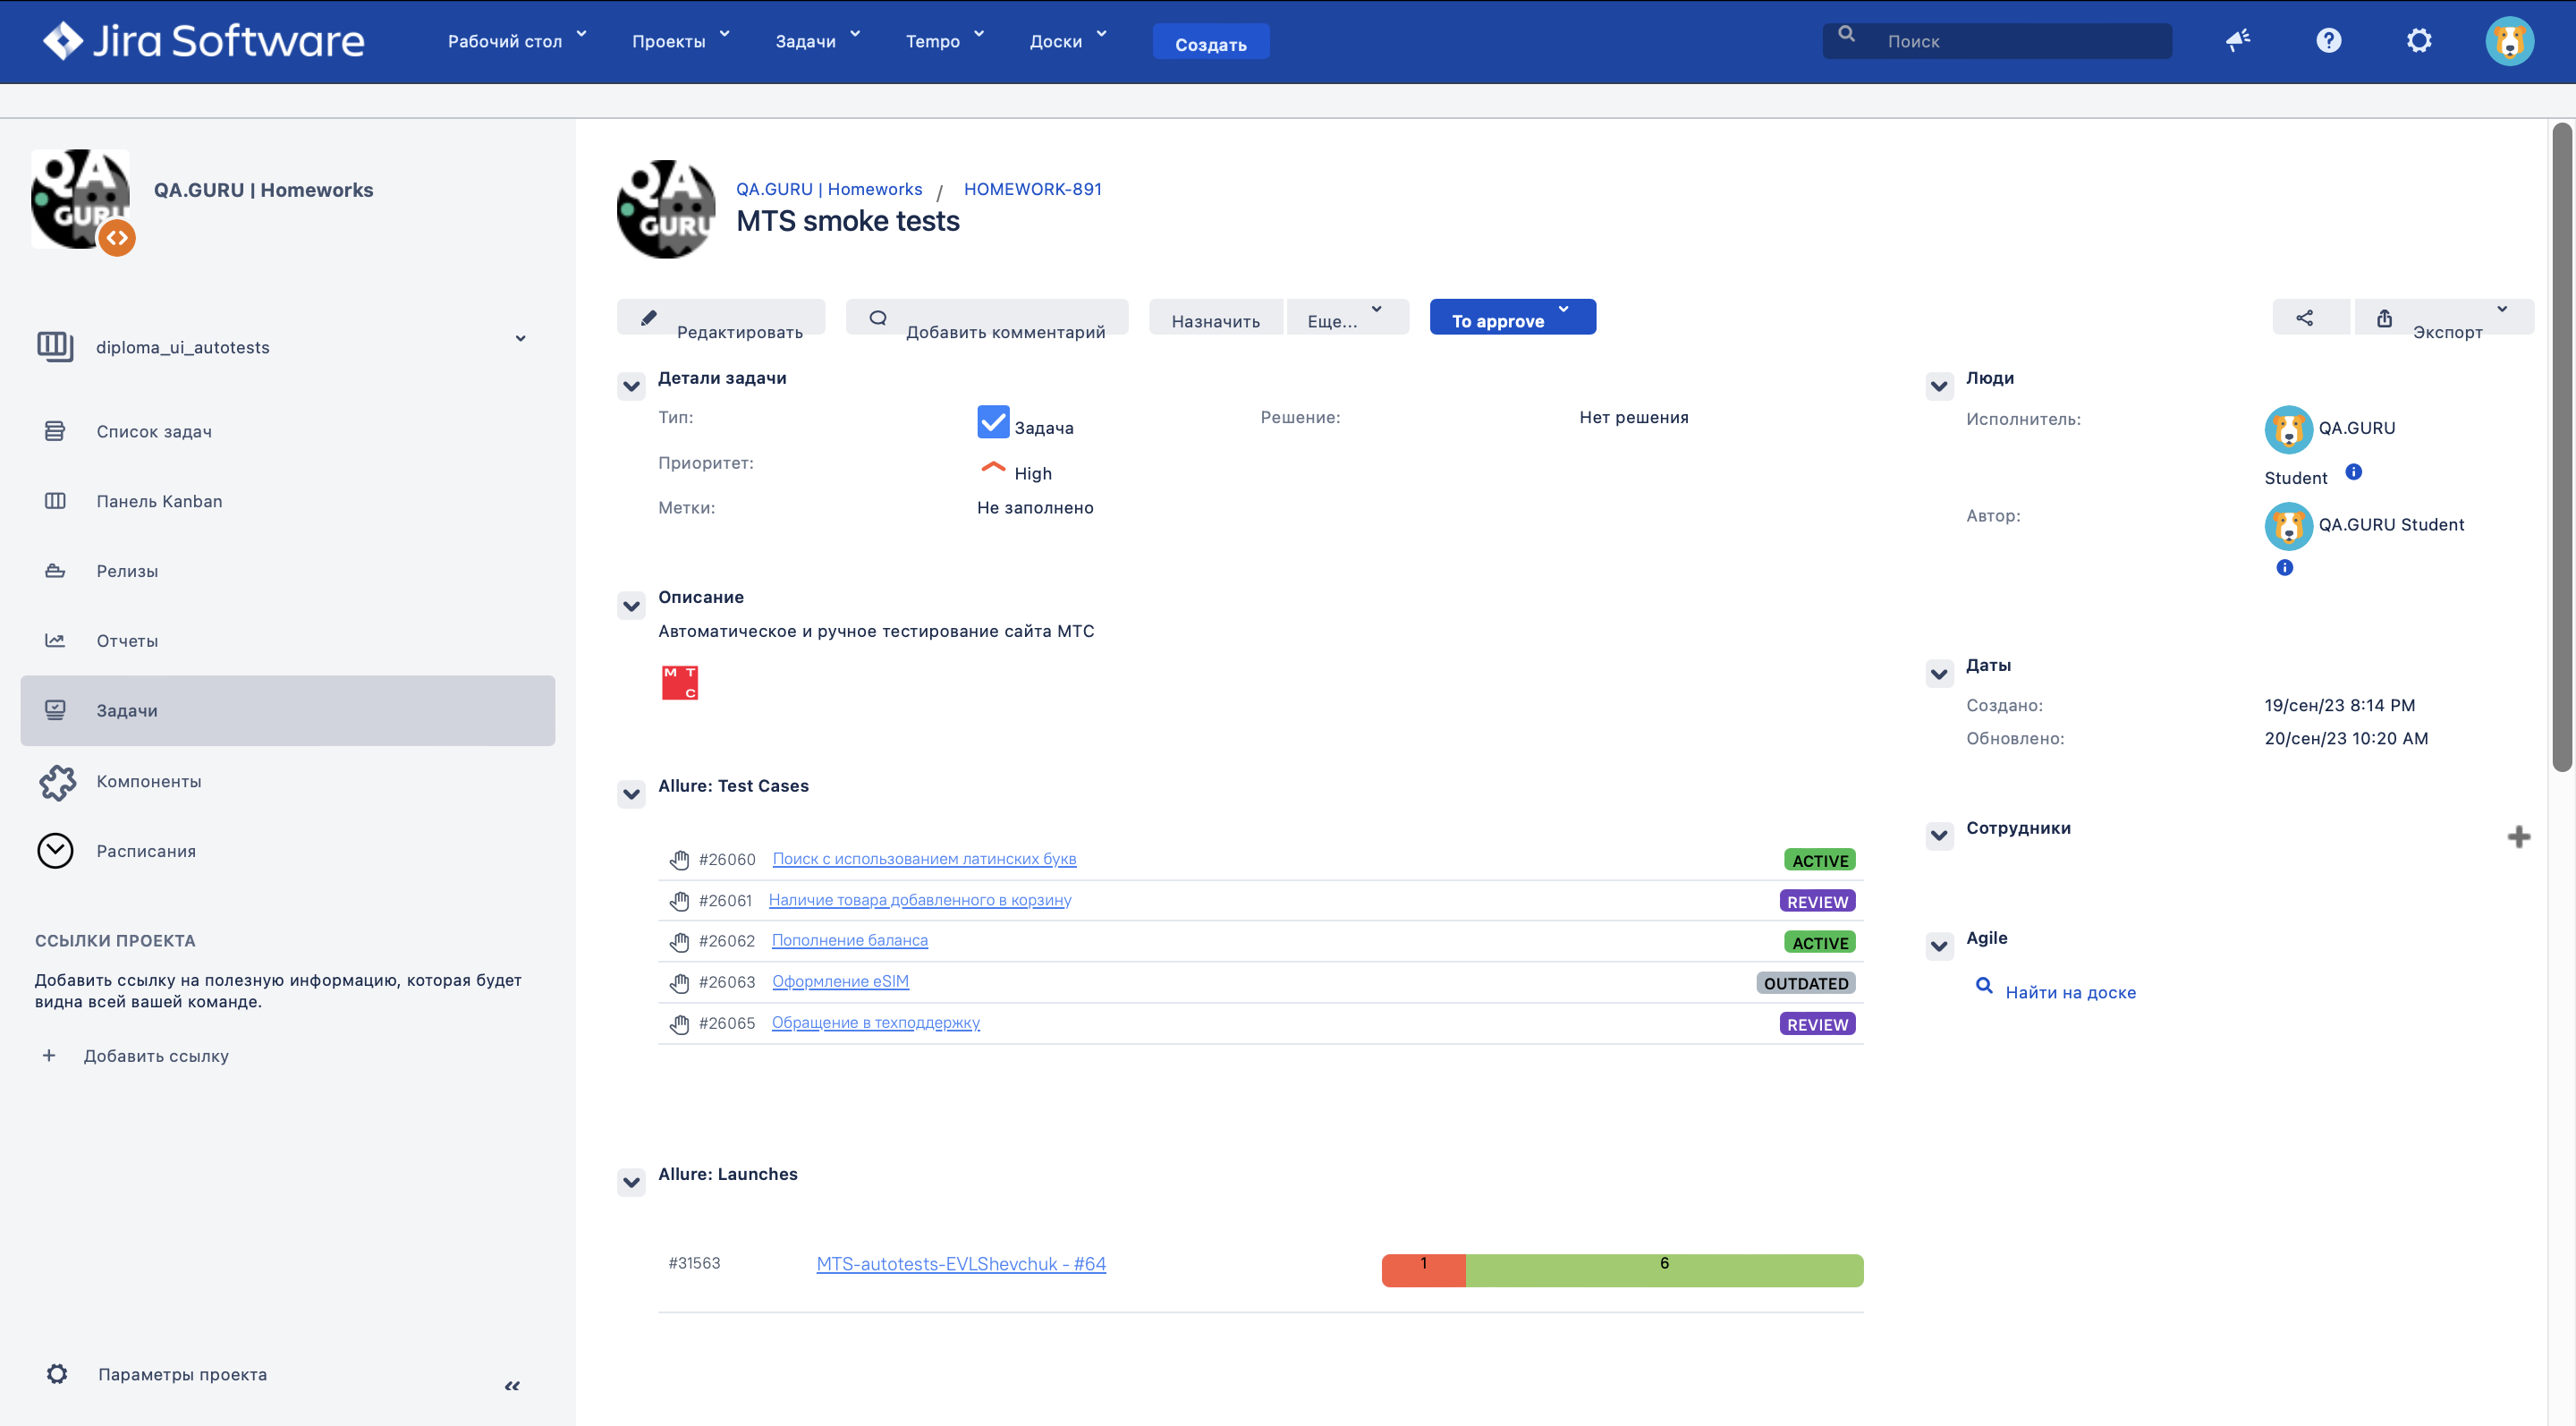 Jira Software
Рабочий стол
Проекты
Задачи
Tempo
Доски
Создать
Поиск
QA GURU
QA.GURU | Homeworks
diploma_ui_autotests
Список задач
Панель Kanban
Релизы
Отчеты
Задачи
Компоненты
Расписания
ССЫЛКИ ПРОЕКТА
Добавить ссылку на полезную информацию, которая будет
видна всей вашей команде.
Добавить ссылку
Параметры проекта
QA GURU
QA.GURU | Homeworks / HOMEWORK-891
MTS smoke tests
Редактировать
Добавить комментарий
Назначить
Еще...
To approve
Экспорт
Детали задачи
Тип: Задача
Решение: Нет решения
Приоритет: High
Метки: Не заполнено
Описание
Автоматическое и ручное тестирование сайта МТС
М Т
С
Allure: Test Cases
#26060 Поиск с использованием латинских букв ACTIVE
#26061 Наличие товара добавленного в корзину REVIEW
#26062 Пополнение баланса ACTIVE
#26063 Оформление eSIM OUTDATED
#26065 Обращение в техподдержку REVIEW
Allure: Launches
#31563 MTS-autotests-EVLShevchuk - #64 1 6
Люди
Исполнитель: QA.GURU
Student
Автор: QA.GURU Student
Даты
Создано: 19/сен/23 8:14 PM
Обновлено: 20/сен/23 10:20 AM
Сотрудники
Agile
Найти на доске